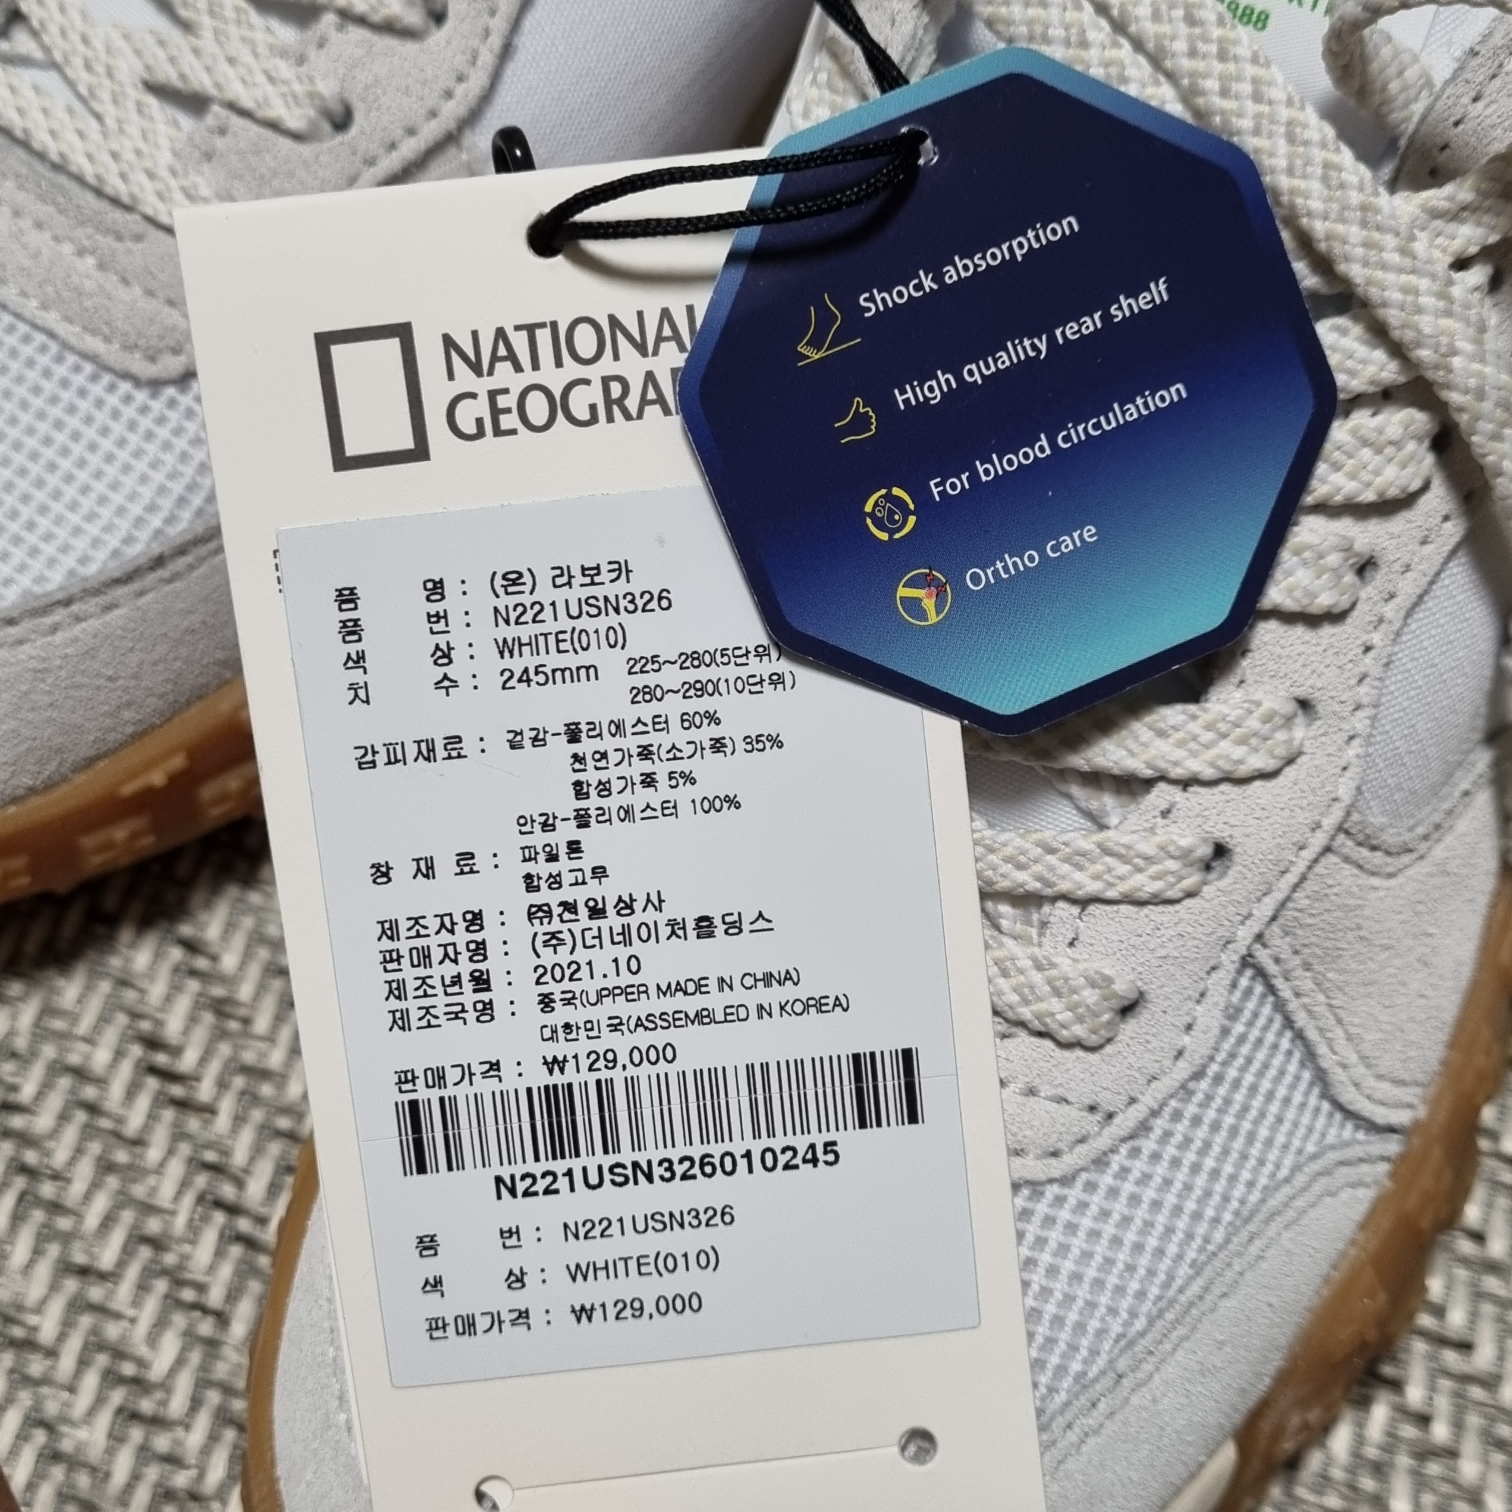 NATIONAL
GEOGRA
Shock absorption
High quality rear shelf
For blood circulation
Ortho care
품 명 : (온) 라보카
품 번 : N221USN326
색 상 : WHITE(010)
치 수 : 245mm 225~280(5단위)
280~290(10단위)
갑피재료 : 겉감-폴리에스터 60%
천연가죽(소가죽) 35%
합성가죽 5%
안감-폴리에스터 100%
창 재 료 : 파일론
합성고무
제조자명 : ㈜천일상사
판매자명 : (주)더네이처홀딩스
제조년월 : 2021.10
제조국명 : 중국(UPPER MADE IN CHINA)
대한민국(ASSEMBLED IN KOREA)
판매가격 : ₩129,000
N221USN326010245
품 번 : N221USN326
색 상 : WHITE(010)
판매가격 : ₩129,000